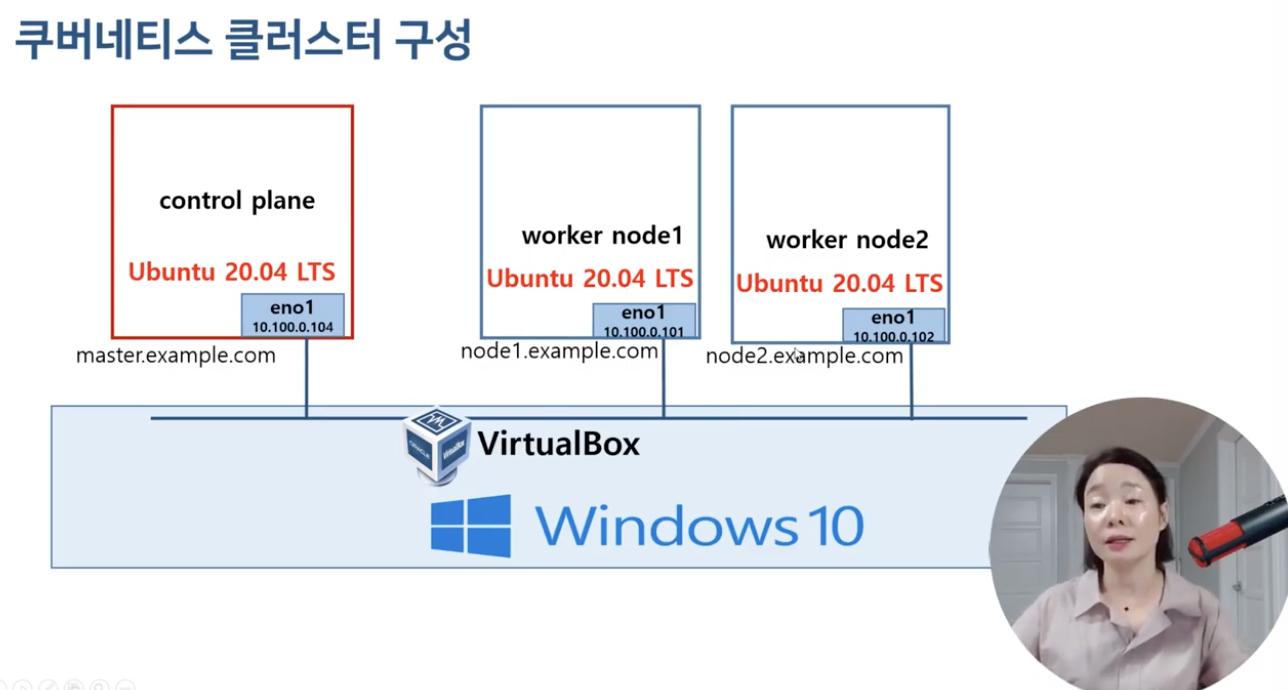 쿠버네티스 클러스터 구성
control plane
Ubuntu 20.04 LTS
eno1
10.100.0.104
master.example.com
worker node1
Ubuntu 20.04 LTS
eno1
10.100.0.101
node1.example.com
worker node2
Ubuntu 20.04 LTS
eno1
10.100.0.102
node2.example.com
VirtualBox
Windows 10